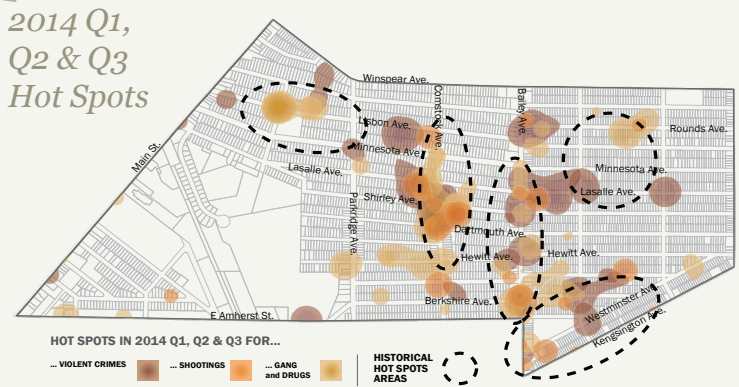 2014 Q1,
Q2 & Q3
Hot Spots
Winspear Ave.
Comstock Ave.
Bailey Ave.
Lisbon Ave.
Rounds Ave.
Main St.
Minnesota Ave.
Minnesota Ave.
Lasalle Ave.
Lasalle Ave.
Parkridge Ave.
Shirley Ave.
Dartmouth Ave.
Hewitt Ave.
Hewitt Ave.
Berkshire Ave.
Westminster Ave.
Kengsington Ave.
E Amherst St.
HOT SPOTS IN 2014 Q1, Q2 & Q3 FOR...
... VIOLENT CRIMES
... SHOOTINGS
... GANG
and DRUGS
HISTORICAL
HOT SPOTS
AREAS